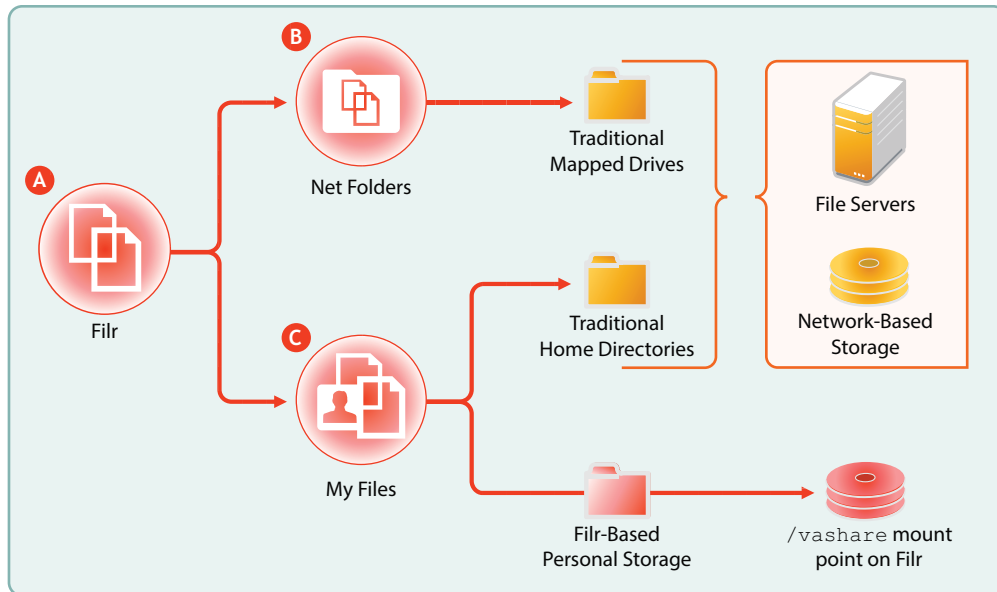 B
Net Folders
Traditional
Mapped Drives
File Servers
A
Filr
Traditional
Home Directories
Network-Based
Storage
C
My Files
Filr-Based
Personal Storage
/vashare mount
point on Filr